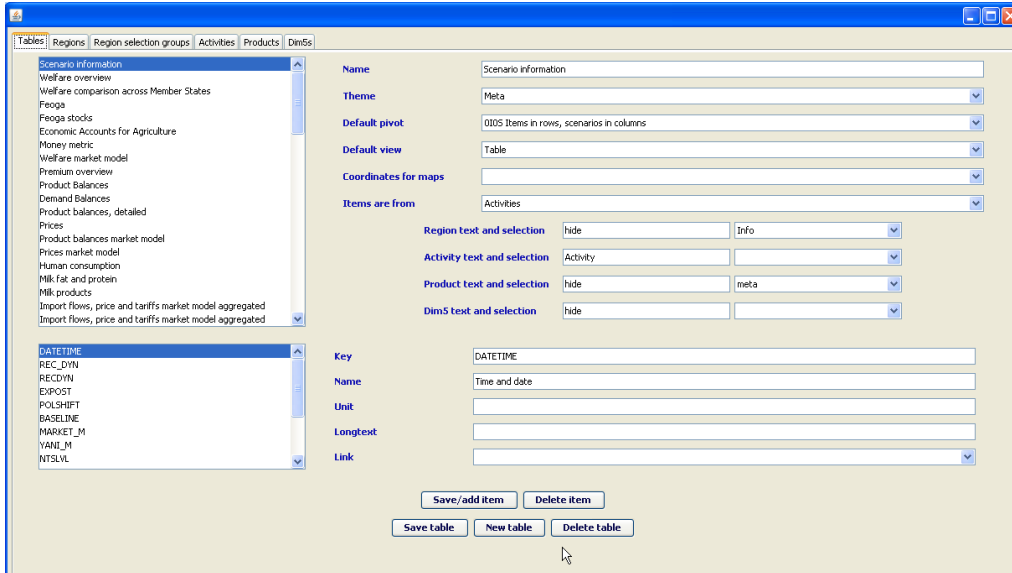 Tables Regions Region selection groups Activities Products Dim5s
Scenario information
Welfare overview
Welfare comparison across Member States
Feoga
Feoga stocks
Economic Accounts for Agriculture
Money metric
Welfare market model
Premium overview
Product Balances
Demand Balances
Product balances, detailed
Prices
Product balances market model
Prices market model
Human consumption
Milk fat and protein
Milk products
Import flows, price and tariffs market model aggregated
Import flows, price and tariffs market model aggregated
Name Scenario information
Theme Meta
Default pivot 0I0S Items in rows, scenarios in columns
Default view Table
Coordinates for maps
Items are from Activities
Region text and selection hide Info
Activity text and selection Activity
Product text and selection hide meta
Dim5 text and selection hide
DATETIME
REC_DYN
RECDYN
EXPOST
POLSHIFT
BASELINE
MARKET_M
YANI_M
NTSLVL
Key DATETIME
Name Time and date
Unit
Longtext
Link
Save/add item Delete item
Save table New table Delete table